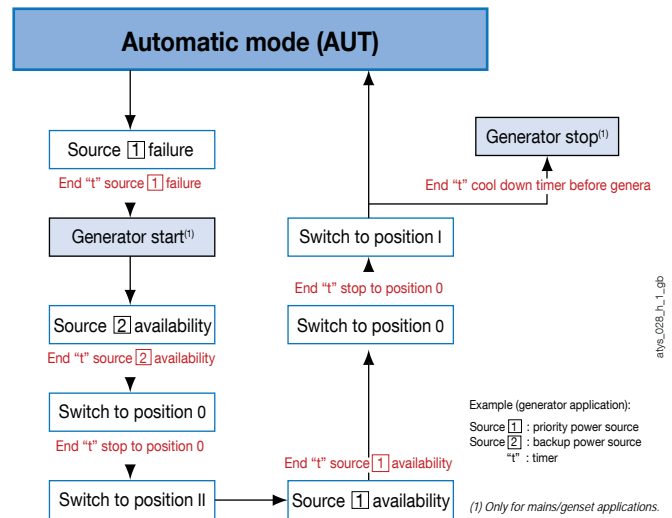 Automatic mode (AUT)
Source 1 failure
End “t” source 1 failure
Generator start(1)
Source 2 availability
End “t” source 2 availability
Switch to position 0
End “t” stop to position 0
Switch to position II
Source 1 availability
End “t” source 1 availability
Switch to position 0
End “t” stop to position 0
Switch to position I
End “t” cool down timer before genera
Generator stop(1)
atys_028_h_1_gb
Example (generator application):
Source 1 : priority power source
Source 2 : backup power source
“t” : timer
(1) Only for mains/genset applications.